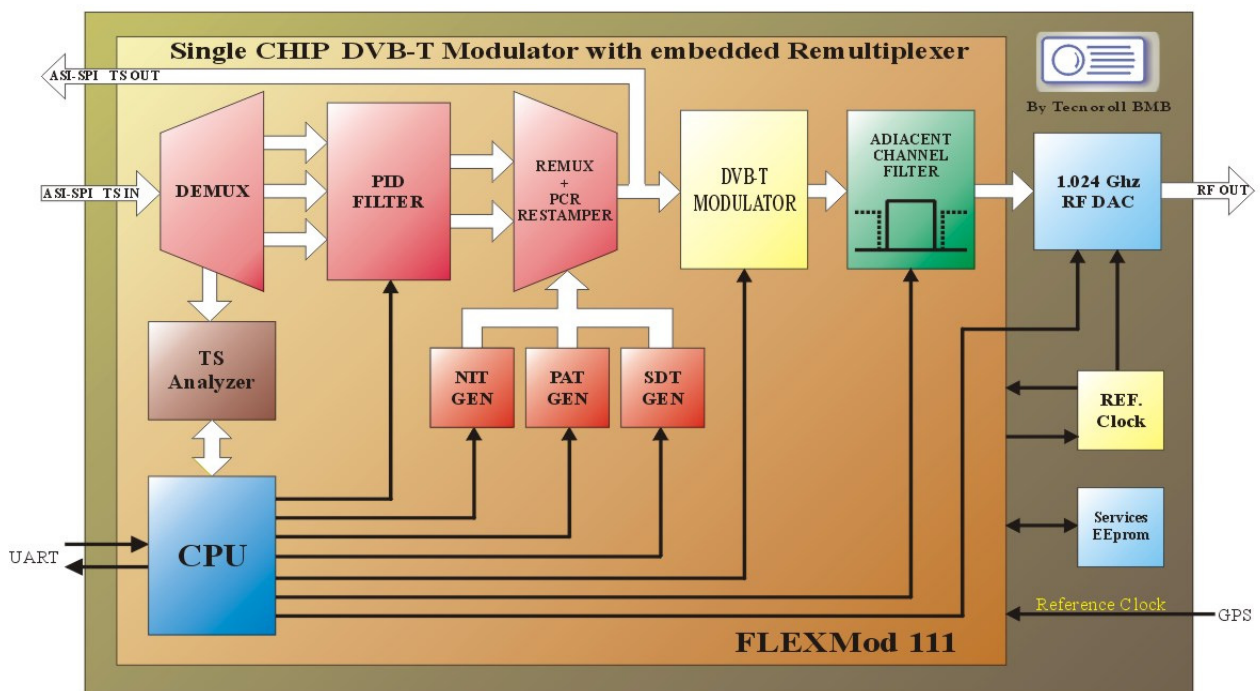 Single CHIP DVB-T Modulator with embedded Remultiplexer
ASI-SPI TS OUT
By Tecnoroll BMB
ASI-SPI TS IN
DEMUX
PID
FILTER
REMUX
+
PCR
RESTAMPER
DVB-T
MODULATOR
ADIACENT
CHANNEL
FILTER
1.024 Ghz
RF DAC
RF OUT
TS
Analyzer
NIT
GEN
PAT
GEN
SDT
GEN
REF.
Clock
CPU
UART
Services
EEprom
Reference Clock
GPS
FLEXMod 111